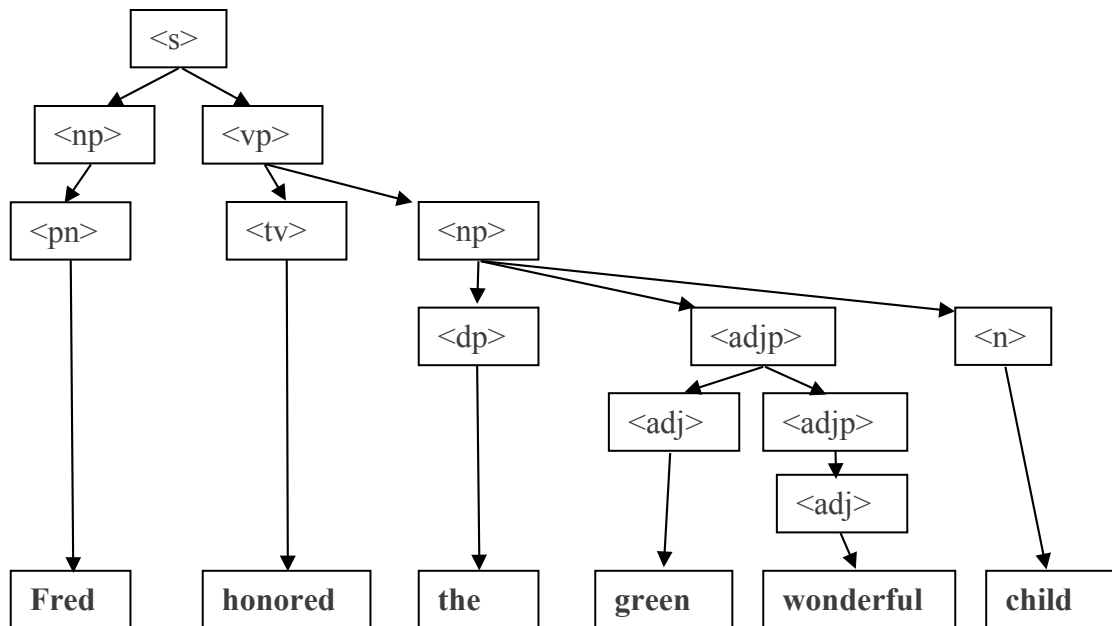 <s>
<np> <vp>
<pn> <tv> <np>
<dp> <adjp> <n>
<adj> <adjp>
<adj>
Fred honored the green wonderful child